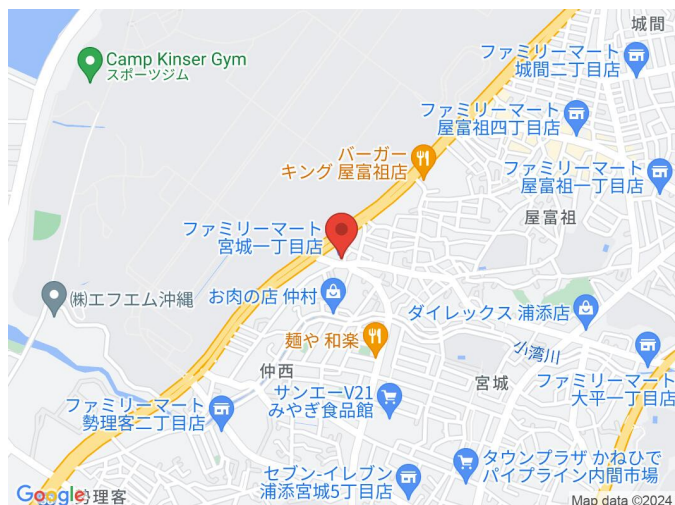 城間
Camp Kinser Gym
スポーツジム
ファミリーマート
城間二丁目店
ファミリーマート
屋富祖四丁目店
バーガー
キング 屋富祖店
ファミリーマート
屋富祖一丁目店
屋富祖
ファミリーマート
宮城一丁目店
㈱エフエム沖縄
お肉の店 仲村
ダイレックス 浦添店
麺や 和楽
小湾川
仲西
宮城
ファミリーマート
大平一丁目店
サンエーV21
みやぎ食品館
ファミリーマート
勢理客二丁目店
タウンプラザ かねひで
パイプライン内間市場
セブン-イレブン
浦添宮城5丁目店
Google
勢理客
Map data ©2024